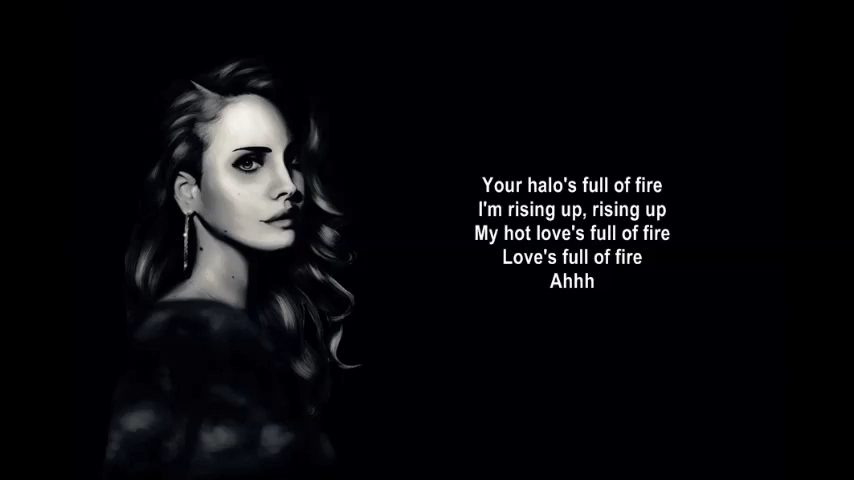 Your halo's full of fire
I'm rising up, rising up
My hot love's full of fire
Love's full of fire
Ahhh